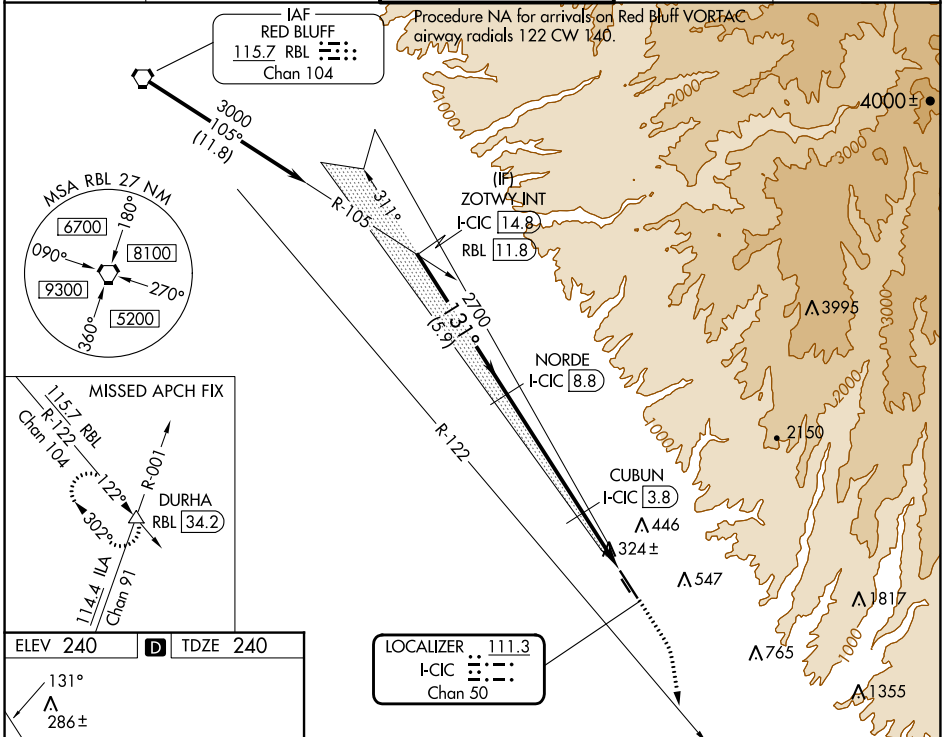 IAF
RED BLUFF
115.7 RBL
Chan 104
Procedure NA for arrivals on Red Bluff VORTAC
airway radials 122 CW 140.
3000
105°
(11.8)
R-105
311°
(IF)
ZOTWY INT
I-CIC 14.8
RBL 11.8
2700
131°
(5.9)
NORDE
I-CIC 8.8
R-122
CUBUN
I-CIC 3.8
446
324±
547
765
1817
1355
2150
3995
4000±
2000
3000
1000
3000
2000
1000
1000
MSA RBL 27 NM
6700
180°
090°
8100
9300
270°
360°
5200
MISSED APCH FIX
115.7 RBL
R-122
Chan 104
R-001
122°
DURHA
RBL 34.2
302°
114.4 ILA
Chan 91
LOCALIZER 111.3
I-CIC
Chan 50
ELEV 240
D
TDZE 240
131°
286±